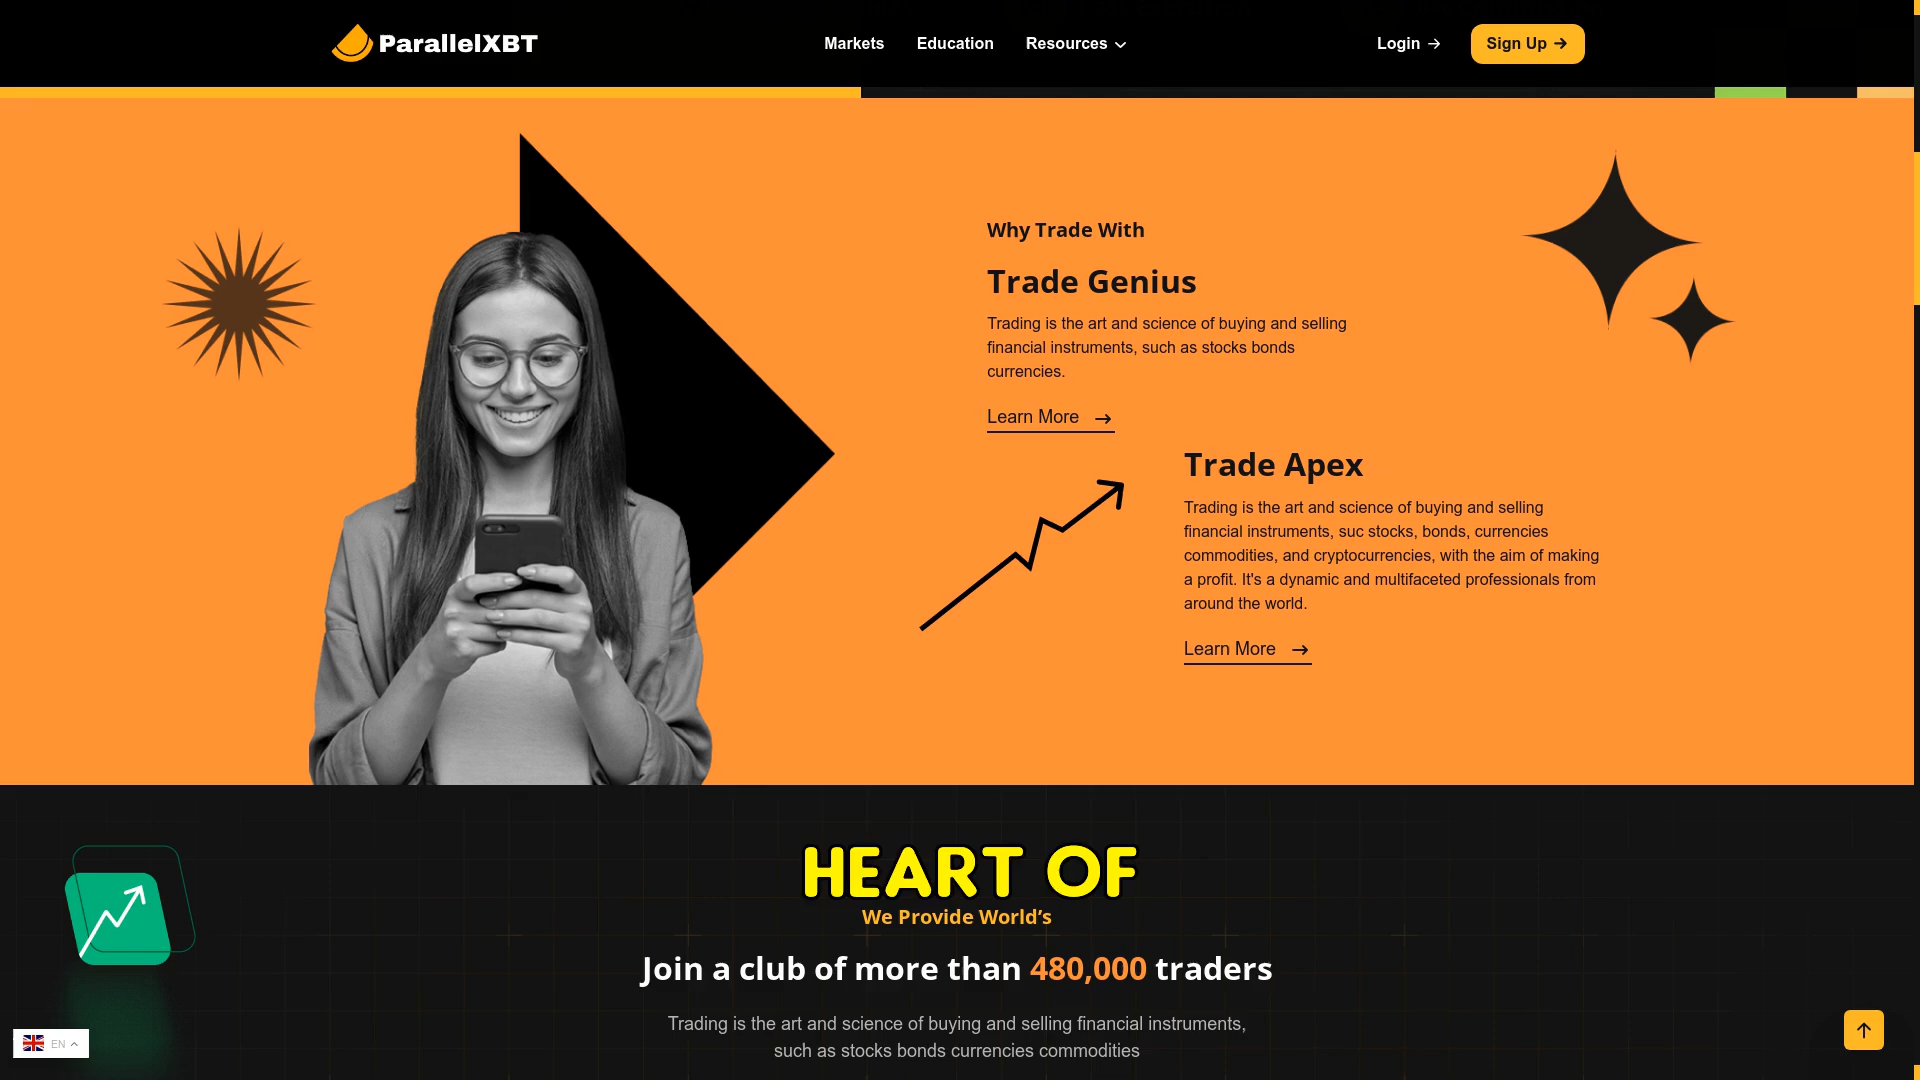 ParallelXBT
Markets
Education
Resources
Login
Sign Up
Why Trade With
Trade Genius
Trading is the art and science of buying and selling
financial instruments, such as stocks bonds
currencies.
Learn More
Trade Apex
Trading is the art and science of buying and selling
financial instruments, suc stocks, bonds, currencies
commodities, and cryptocurrencies, with the aim of making
a profit. It's a dynamic and multifaceted professionals from
around the world.
Learn More
HEART OF
We Provide World’s
Join a club of more than 480,000 traders
Trading is the art and science of buying and selling financial instruments,
such as stocks bonds currencies commodities
EN